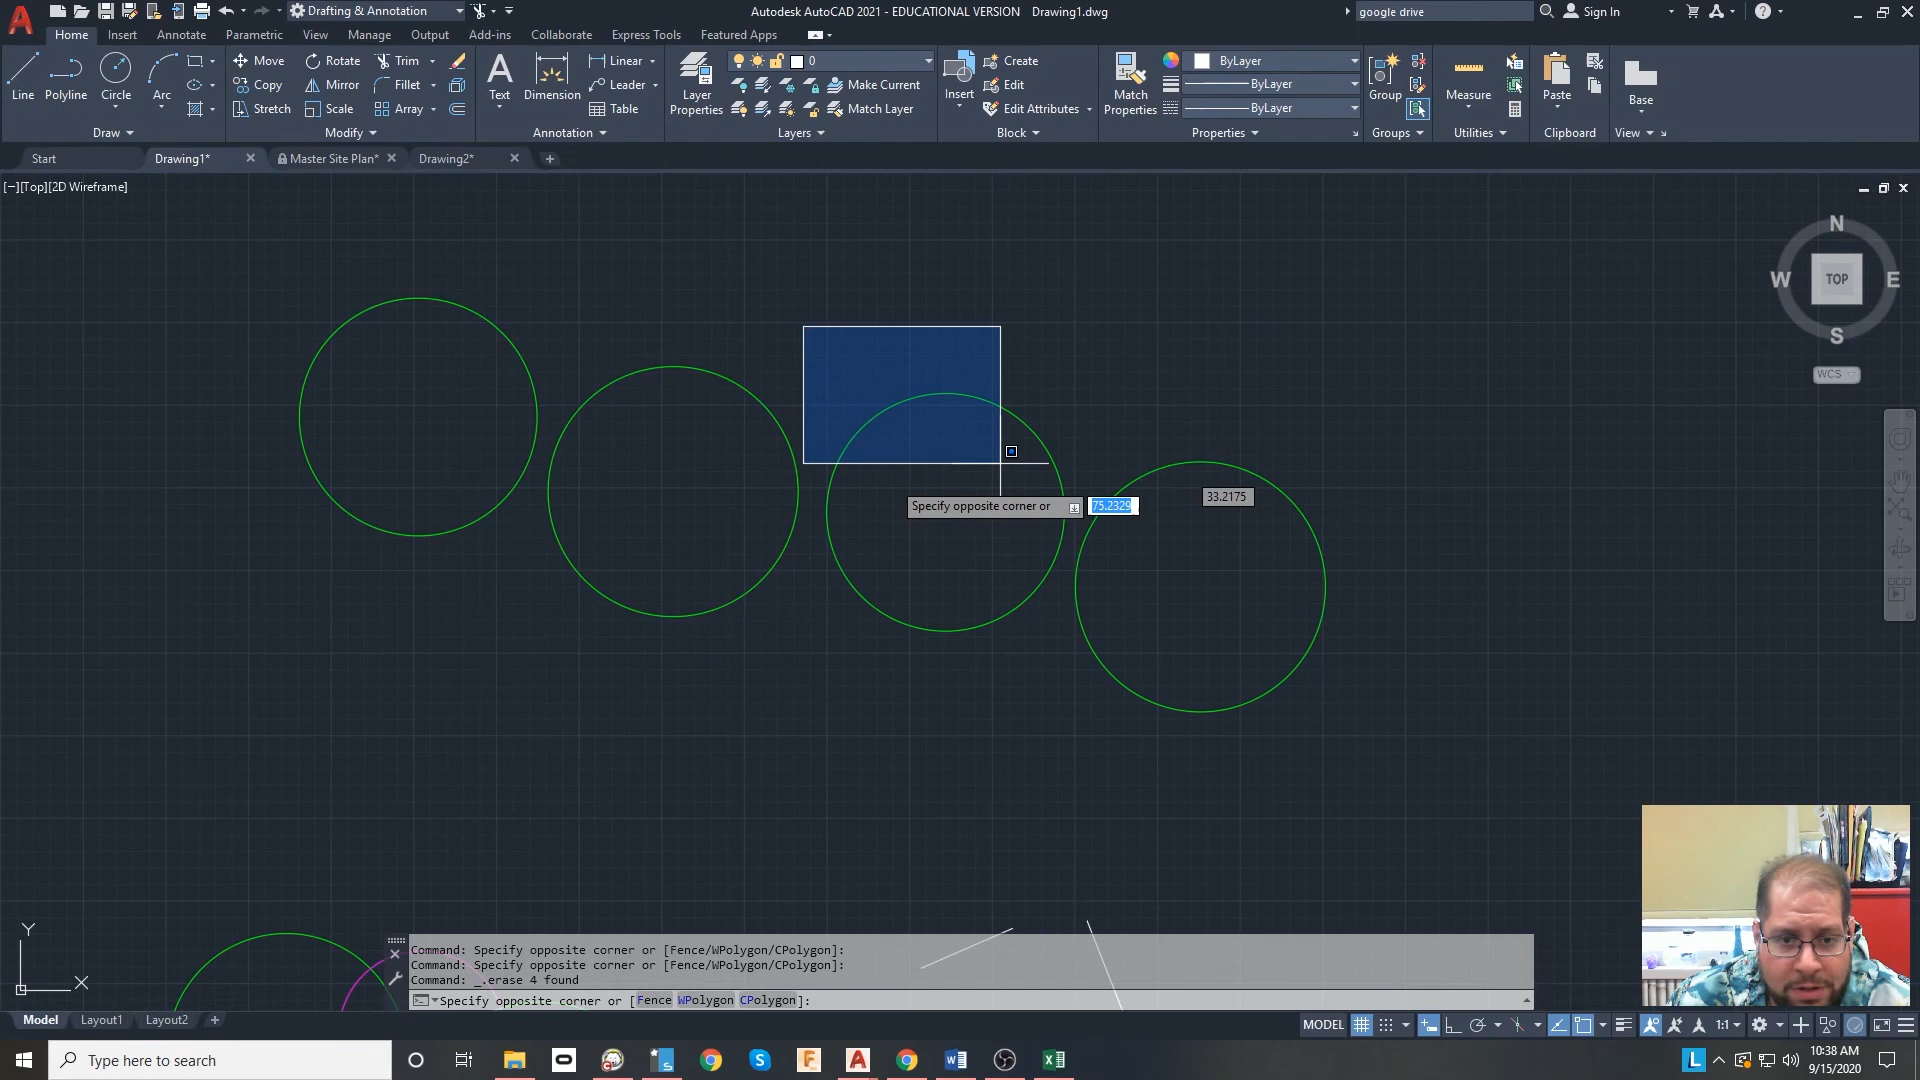 Drafting & Annotation
Autodesk AutoCAD 2021 - EDUCATIONAL VERSION Drawing1.dwg
google drive
Sign In
Home Insert Annotate Parametric View Manage Output Add-ins Collaborate Express Tools Featured Apps
Line Polyline Circle Arc
Move Rotate Trim
Copy Mirror Fillet
Stretch Scale Array
Text Dimension
Linear
Leader
Table
Layer
Properties
0
Make Current
Match Layer
Insert
Create
Edit
Edit Attributes
Match
Properties
ByLayer
ByLayer
ByLayer
Group
Measure
Paste
Base
Draw Modify Annotation Layers Block Properties Groups Utilities Clipboard View
Start Drawing1* Master Site Plan* Drawing2*
[−][Top][2D Wireframe]
N
W TOP E
S
WCS
Specify opposite corner or 75.2329 33.2175
Y
X
Command: Specify opposite corner or [Fence/WPolygon/CPolygon]:
Command: Specify opposite corner or [Fence/WPolygon/CPolygon]:
Command: _.erase 4 found
Specify opposite corner or [Fence WPolygon CPolygon]:
Model Layout1 Layout2
MODEL
1:1
Type here to search
10:38 AM
9/15/2020